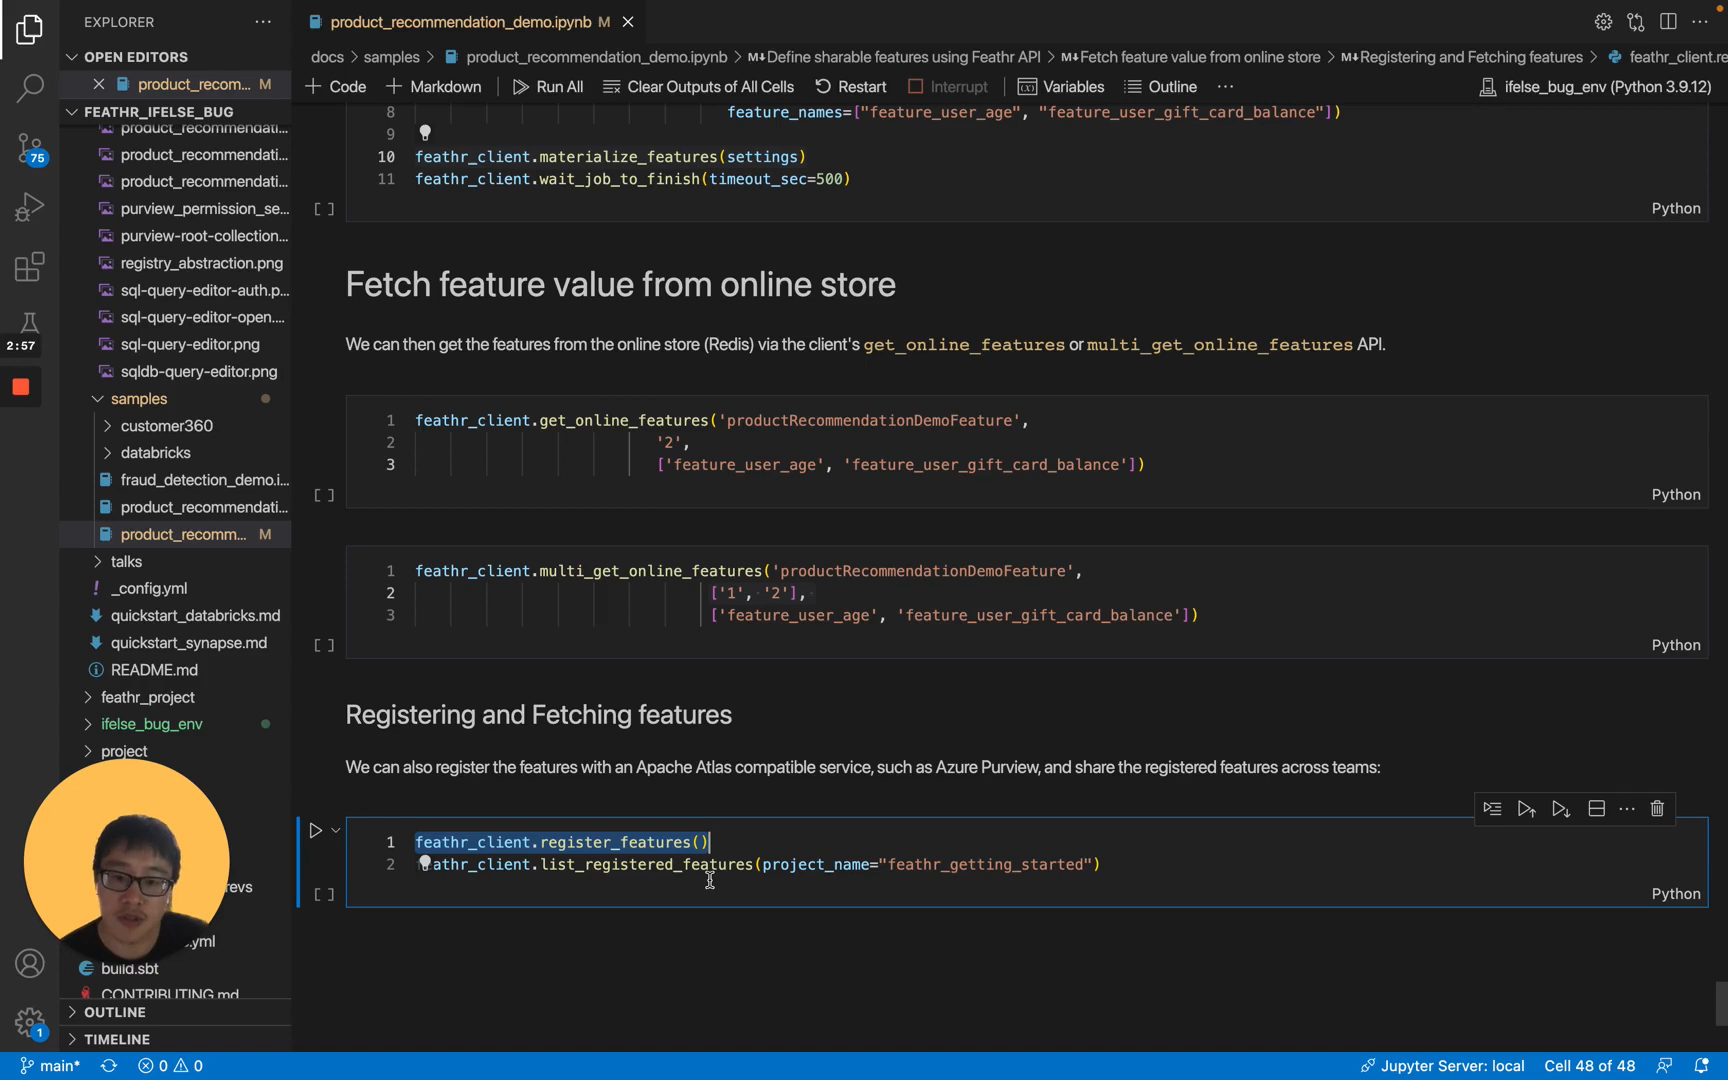 EXPLORER
product_recommendation_demo.ipynb M
OPEN EDITORS
product_recom... M
FEATHR_IFELSE_BUG
product_recommendati...
product_recommendati...
product_recommendati...
purview_permission_se...
purview-root-collection...
registry_abstraction.png
sql-query-editor-auth.p...
sql-query-editor-open....
sql-query-editor.png
sqldb-query-editor.png
samples
customer360
databricks
fraud_detection_demo.i...
product_recommendati...
product_recomm... M
talks
_config.yml
quickstart_databricks.md
quickstart_synapse.md
README.md
feathr_project
ifelse_bug_env
project
evs
.yml
build.sbt
CONTRIBUTING.md
OUTLINE
TIMELINE
75
2:57
1
docs > samples > product_recommendation_demo.ipynb > M↓Define sharable features using Feathr API > M↓Fetch feature value from online store > M↓Registering and Fetching features > feathr_client.re
+ Code + Markdown Run All Clear Outputs of All Cells Restart Interrupt Variables Outline ... ifelse_bug_env (Python 3.9.12)
8 feature_names=["feature_user_age", "feature_user_gift_card_balance"])
9
10 feathr_client.materialize_features(settings)
11 feathr_client.wait_job_to_finish(timeout_sec=500)
[ ] Python
Fetch feature value from online store
We can then get the features from the online store (Redis) via the client's get_online_features or multi_get_online_features API.
1 feathr_client.get_online_features('productRecommendationDemoFeature',
2 '2',
3 ['feature_user_age', 'feature_user_gift_card_balance'])
[ ] Python
1 feathr_client.multi_get_online_features('productRecommendationDemoFeature',
2 ['1', '2'],
3 ['feature_user_age', 'feature_user_gift_card_balance'])
[ ] Python
Registering and Fetching features
We can also register the features with an Apache Atlas compatible service, such as Azure Purview, and share the registered features across teams:
1 feathr_client.register_features()
2 athr_client.list_registered_features(project_name="feathr_getting_started")
[ ] Python
main* 0 0 Jupyter Server: local Cell 48 of 48